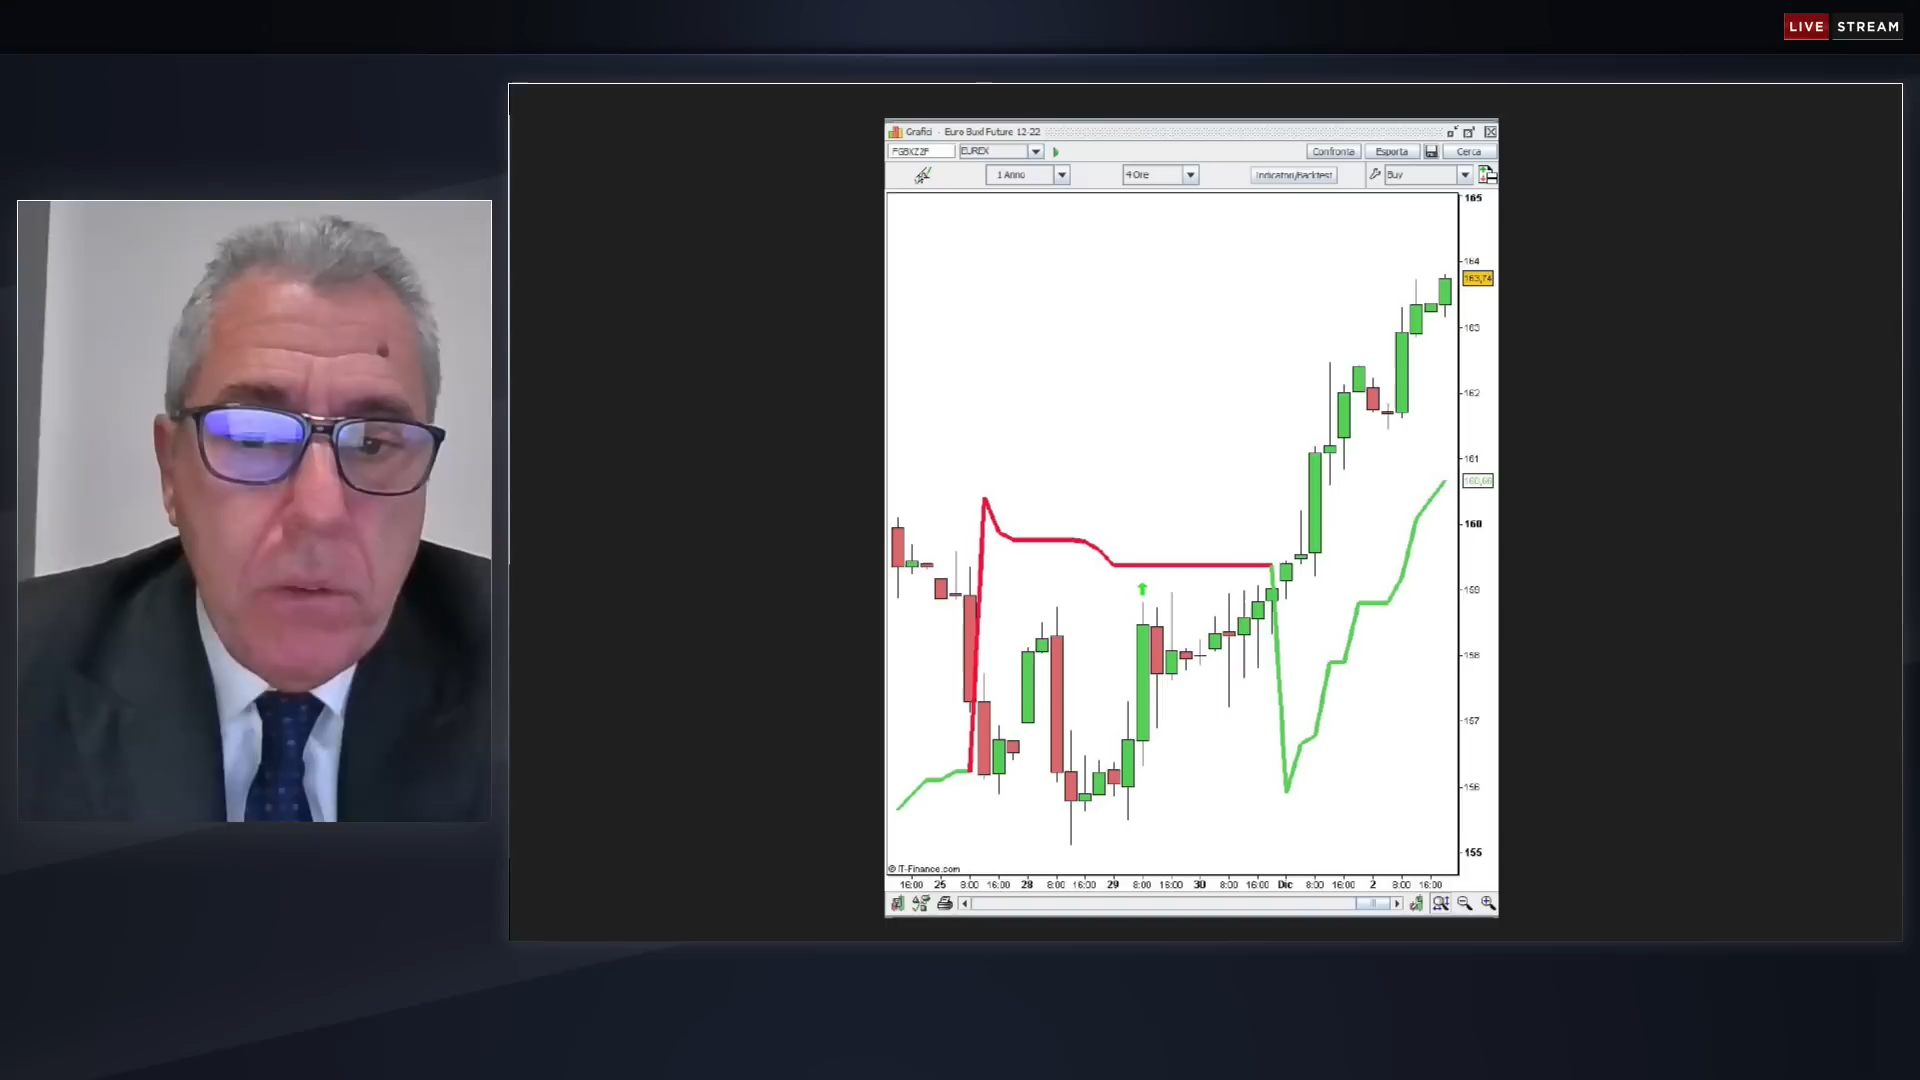 LIVE STREAM
Grafici - Euro Buxl Future 12-22
EUREX
Confronta Esporta Cerca
1 Anno 4 Ore Indicatori/Backtest Buy
165
164
163,74
163
162
161
160,66
160
159
158
157
156
155
© IT-Finance.com
16:00 25 8:00 16:00 28 8:00 16:00 29 8:00 16:00 30 8:00 16:00 Dic 8:00 16:00 2 8:00 16:00